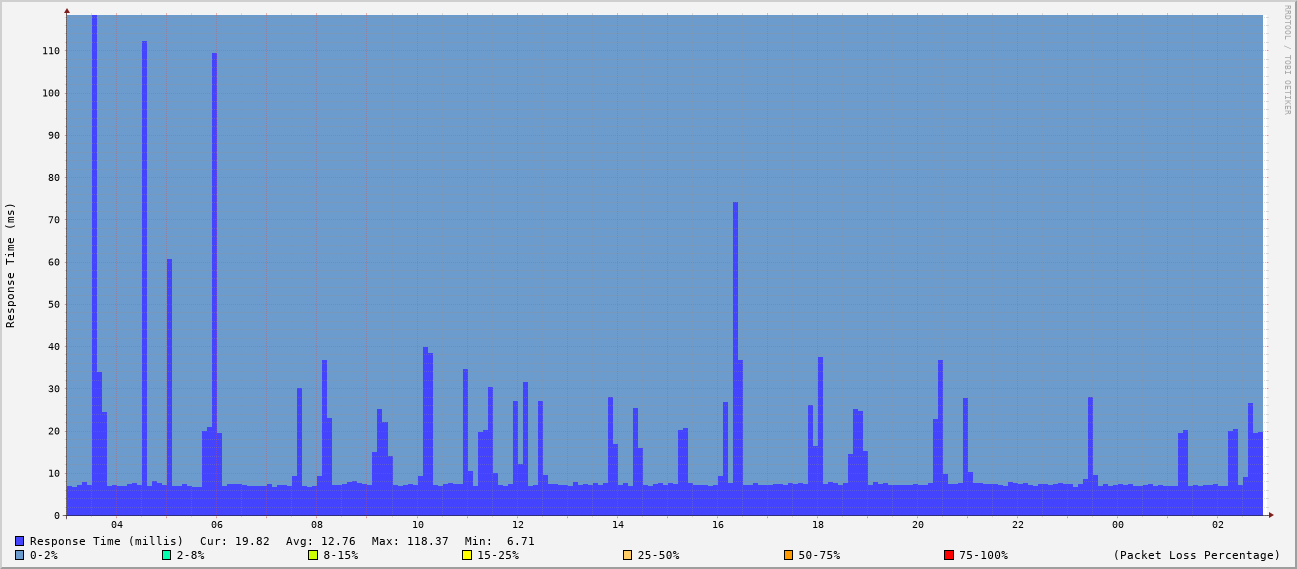 RRDTOOL / TOBI OETIKER
Response Time (ms)
110
100
90
80
70
60
50
40
30
20
10
0
04 06 08 10 12 14 16 18 20 22 00 02
Response Time (millis) Cur: 19.82 Avg: 12.76 Max: 118.37 Min: 6.71
0-2% 2-8% 8-15% 15-25% 25-50% 50-75% 75-100% (Packet Loss Percentage)